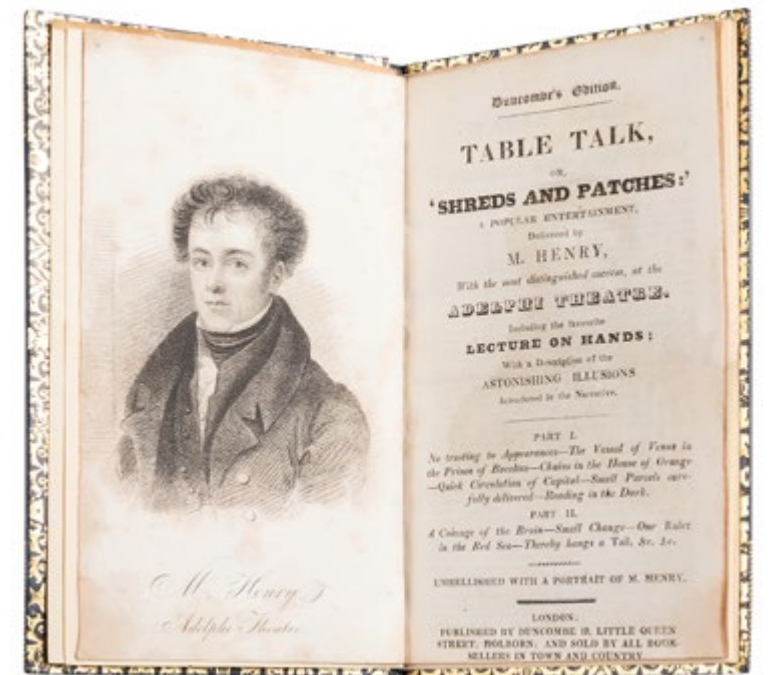 M. Henry,
Adelphi Theatre
Duncombe's Edition.
TABLE TALK,
OR,
'SHREDS AND PATCHES:'
A POPULAR ENTERTAINMENT,
Delivered by
M. HENRY,
With the most distinguished success, at the
ADELPHI THEATRE.
Including the favourite
LECTURE ON HANDS;
With a Description of the
ASTONISHING ILLUSIONS
Introduced in the Narrative.
PART I.
No trusting to Appearances—The Vessel of Venus in
the Prison of—Chains in the House of Orange
—Quick Circulation of Capital—Small Parcels care-
fully delivered—Reading in the Dark.
PART II.
A Coinage of the Brain—Small Change—One Ruler
in the Red Sea—Thereby hangs a Tail, &c. &c.
EMBELLISHED WITH A PORTRAIT OF M. HENRY.
LONDON:
PUBLISHED BY DUNCOMBE 19, LITTLE QUEEN
STREET, HOLBORN; AND SOLD BY ALL BOOK-
SELLERS IN TOWN AND COUNTRY